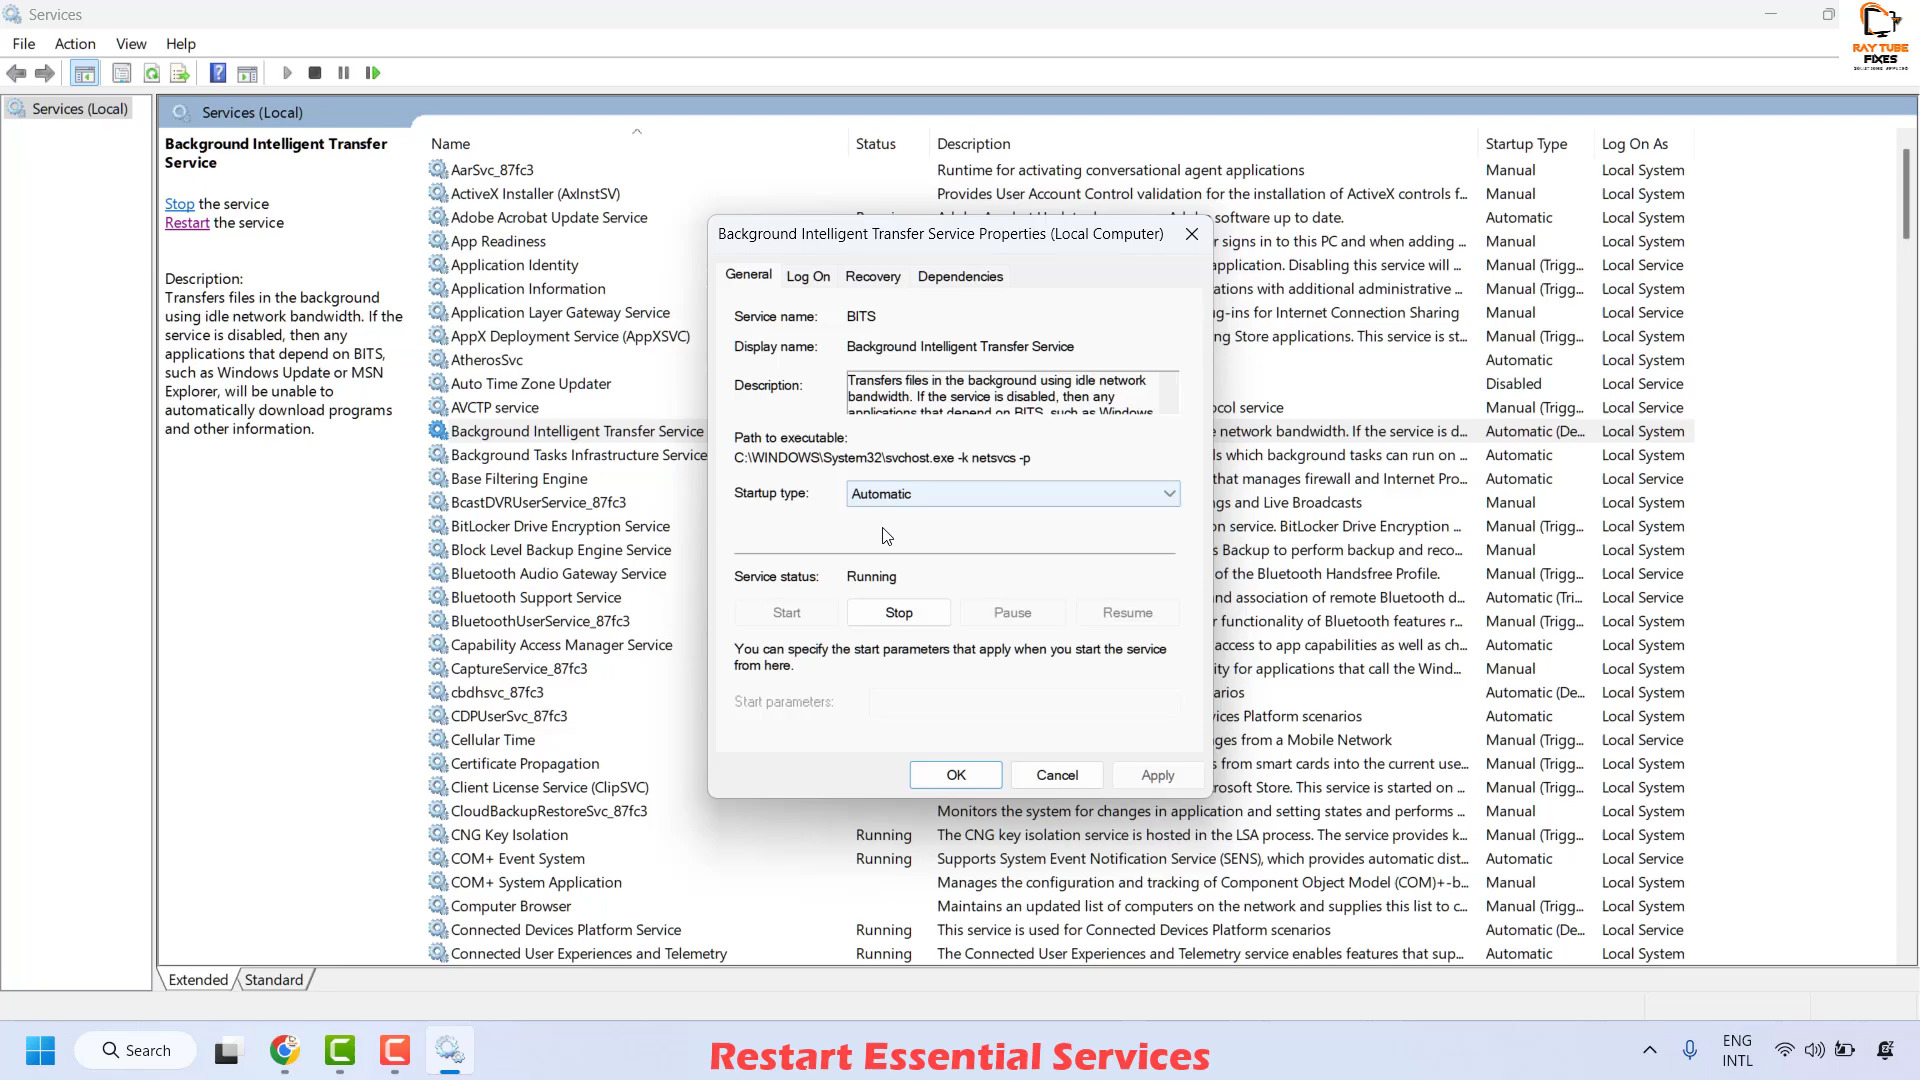 Services
RAY TUBE
FIXES
File Action View Help
Services (Local)
Services (Local)
Background Intelligent Transfer
Service
Stop the service
Restart the service
Description:
Transfers files in the background
using idle network bandwidth. If the
service is disabled, then any
applications that depend on BITS,
such as Windows Update or MSN
Explorer, will be unable to
automatically download programs
and other information.
Name Status Description Startup Type Log On As
AarSvc_87fc3 Runtime for activating conversational agent applications Manual Local System
ActiveX Installer (AxInstSV) Provides User Account Control validation for the installation of ActiveX controls f... Manual Local System
Adobe Acrobat Update Service software up to date. Automatic Local System
App Readiness signs in to this PC and when adding ... Manual Local System
Application Identity pplication. Disabling this service will ... Manual (Trigg... Local Service
Application Information ations with additional administrative ... Manual (Trigg... Local System
Application Layer Gateway Service g-ins for Internet Connection Sharing Manual Local Service
AppX Deployment Service (AppXSVC) ng Store applications. This service is st... Manual (Trigg... Local System
AtherosSvc Automatic Local System
Auto Time Zone Updater Disabled Local Service
AVCTP service ocol service Manual (Trigg... Local Service
Background Intelligent Transfer Service e network bandwidth. If the service is d... Automatic (De... Local System
Background Tasks Infrastructure Service ls which background tasks can run on ... Automatic Local System
Base Filtering Engine that manages firewall and Internet Pro... Automatic Local Service
BcastDVRUserService_87fc3 ngs and Live Broadcasts Manual Local System
BitLocker Drive Encryption Service on service. BitLocker Drive Encryption ... Manual (Trigg... Local System
Block Level Backup Engine Service s Backup to perform backup and reco... Manual Local System
Bluetooth Audio Gateway Service of the Bluetooth Handsfree Profile. Manual (Trigg... Local Service
Bluetooth Support Service and association of remote Bluetooth d... Automatic (Tri... Local Service
BluetoothUserService_87fc3 r functionality of Bluetooth features r... Manual (Trigg... Local System
Capability Access Manager Service access to app capabilities as well as ch... Automatic Local System
CaptureService_87fc3 ity for applications that call the Wind... Manual Local System
cbdhsvc_87fc3 narios Automatic (De... Local System
CDPUserSvc_87fc3 vices Platform scenarios Automatic Local System
Cellular Time ges from a Mobile Network Manual (Trigg... Local Service
Certificate Propagation s from smart cards into the current use... Manual (Trigg... Local System
Client License Service (ClipSVC) rosoft Store. This service is started on ... Manual (Trigg... Local System
CloudBackupRestoreSvc_87fc3 Monitors the system for changes in application and setting states and performs ... Manual Local System
CNG Key Isolation Running The CNG key isolation service is hosted in the LSA process. The service provides k... Manual (Trigg... Local System
COM+ Event System Running Supports System Event Notification Service (SENS), which provides automatic dist... Automatic Local Service
COM+ System Application Manages the configuration and tracking of Component Object Model (COM)+-b... Manual Local System
Computer Browser Maintains an updated list of computers on the network and supplies this list to c... Manual (Trigg... Local System
Connected Devices Platform Service Running This service is used for Connected Devices Platform scenarios Automatic (De... Local Service
Connected User Experiences and Telemetry Running The Connected User Experiences and Telemetry service enables features that sup... Automatic Local System
Background Intelligent Transfer Service Properties (Local Computer)
General Log On Recovery Dependencies
Service name: BITS
Display name: Background Intelligent Transfer Service
Description: Transfers files in the background using idle network
bandwidth. If the service is disabled, then any
applications that depend on BITS, such as Windows
Path to executable:
C:\WINDOWS\System32\svchost.exe -k netsvcs -p
Startup type: Automatic
Service status: Running
Start Stop Pause Resume
You can specify the start parameters that apply when you start the service
from here.
Start parameters:
OK Cancel Apply
Extended Standard
Search
Restart Essential Services
ENG
INTL